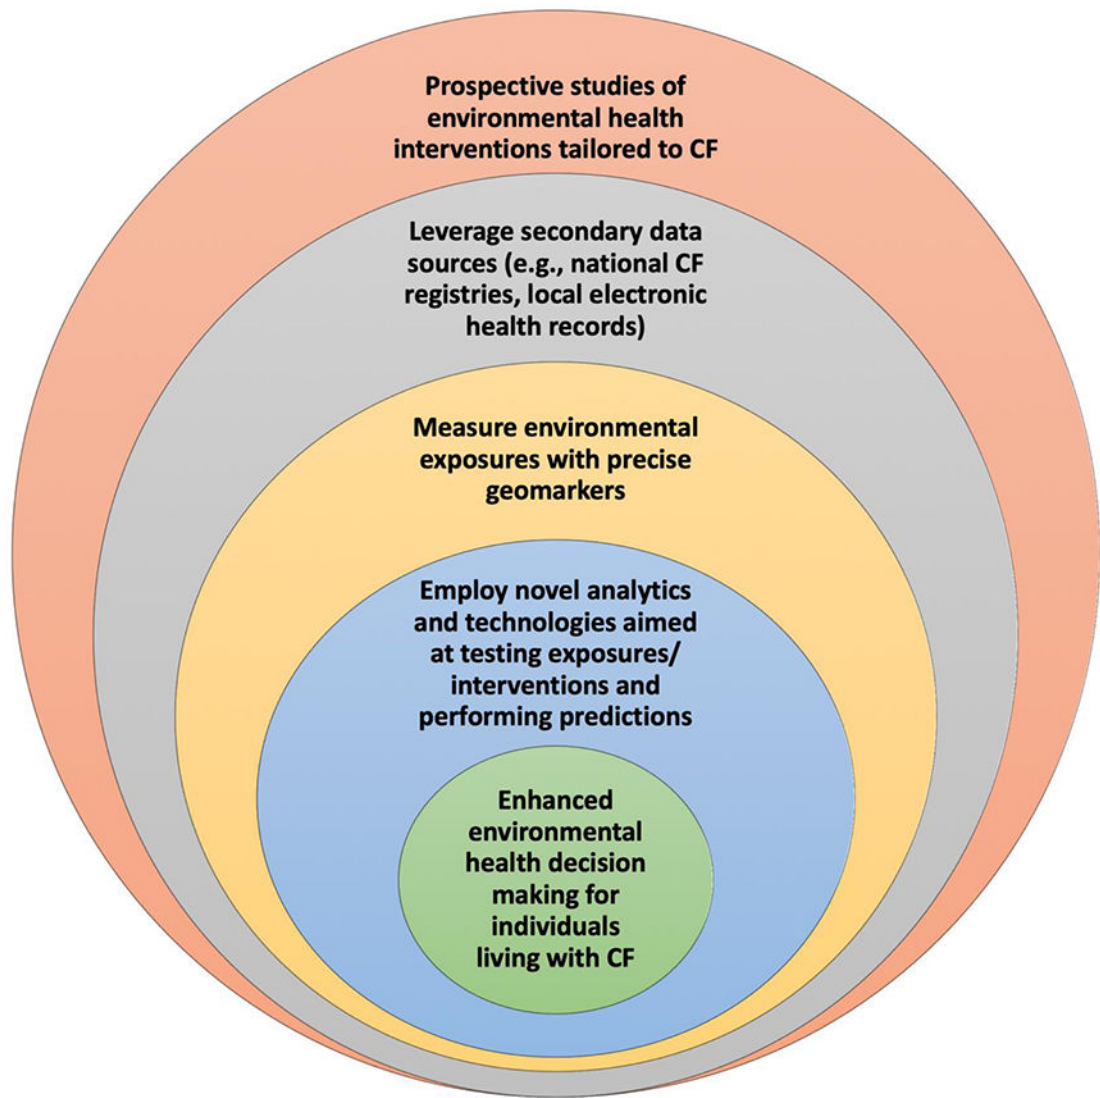 Prospective studies of
environmental health
interventions tailored to CF
Leverage secondary data
sources (e.g., national CF
registries, local electronic
health records)
Measure environmental
exposures with precise
geomarkers
Employ novel analytics
and technologies aimed
at testing exposures/
interventions and
performing predictions
Enhanced
environmental
health decision
making for
individuals
living with CF